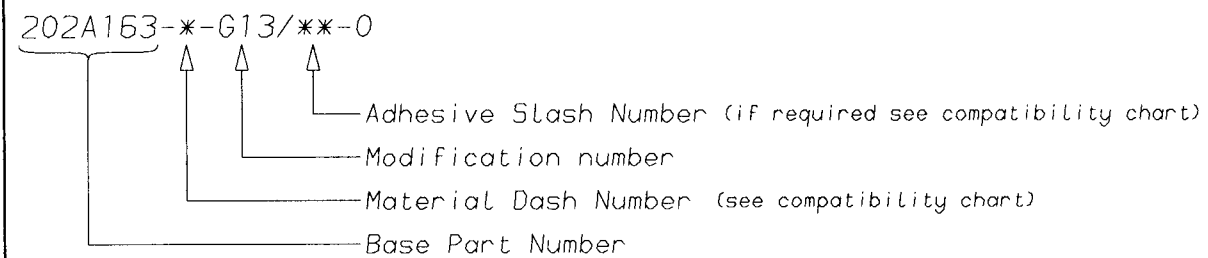 202A163-*-G13/**-0
Adhesive Slash Number (if required see compatibility chart)
Modification number
Material Dash Number (see compatibility chart)
Base Part Number